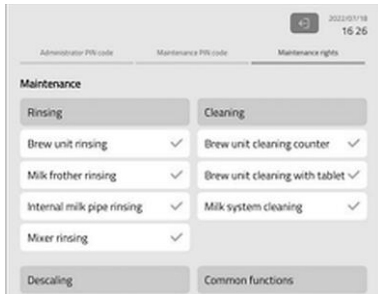 2022/07/18
16 26
Administrator PIN code
Maintenance PIN code
Maintenance rights
Maintenance
Rinsing
Cleaning
Brew unit rinsing
Brew unit cleaning counter
Milk frother rinsing
Brew unit cleaning with tablet
Internal milk pipe rinsing
Milk system cleaning
Mixer rinsing
Descaling
Common functions